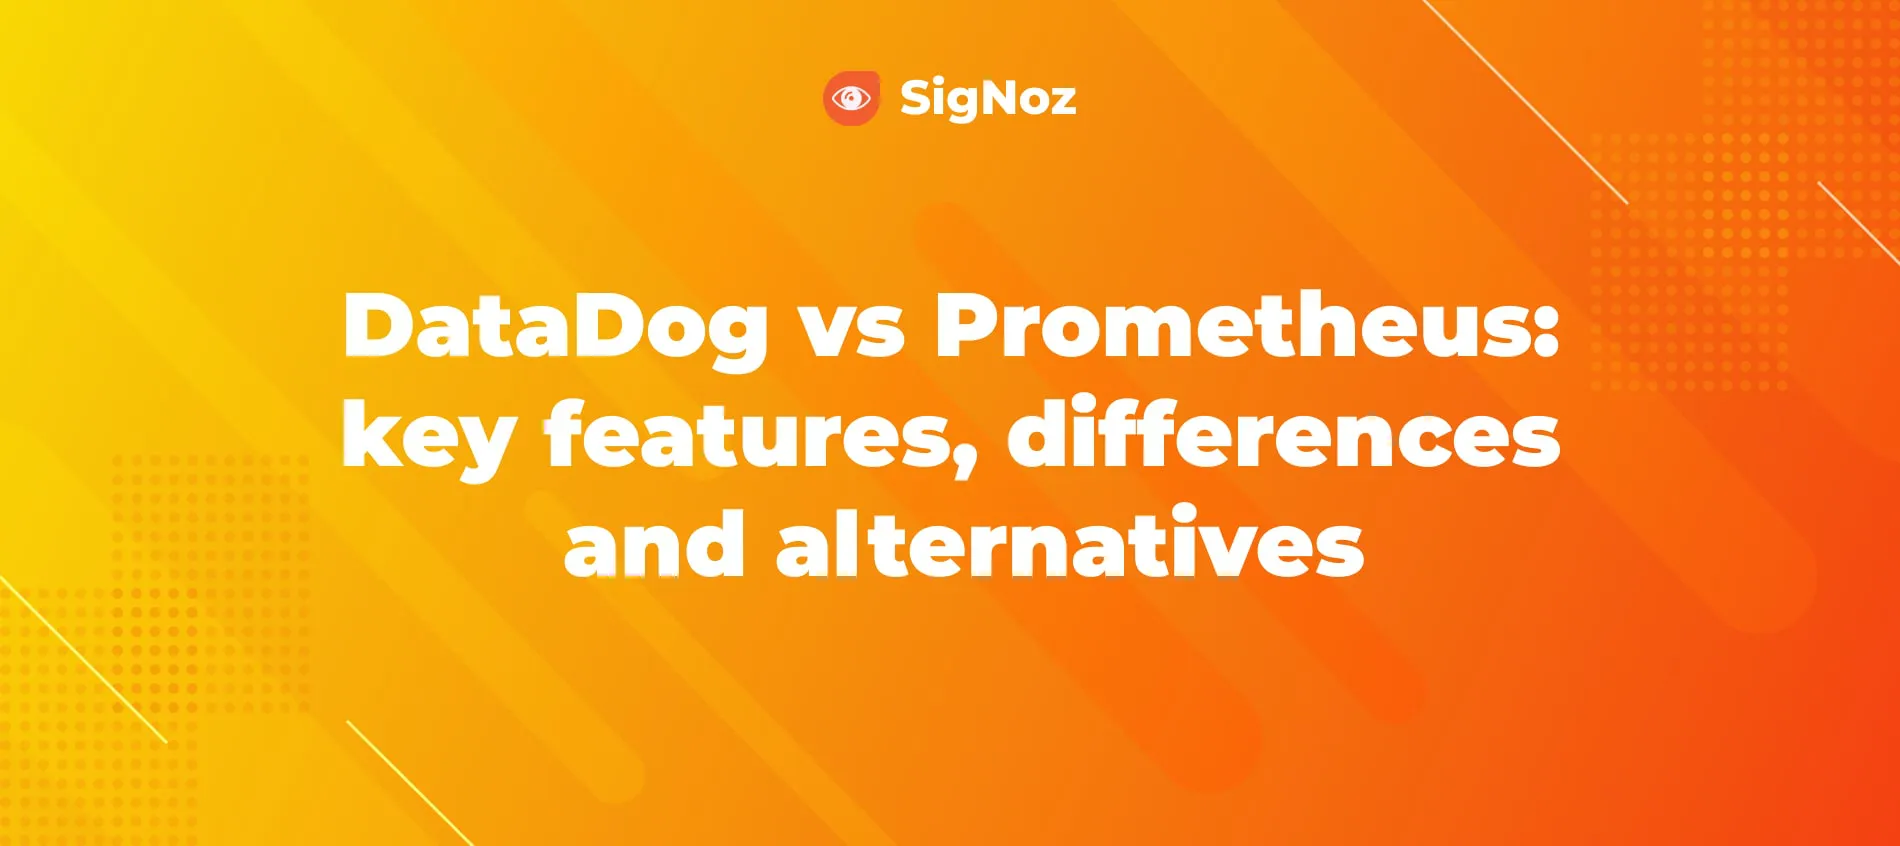 SigNoz
DataDog vs Prometheus:
key features, differences
and alternatives